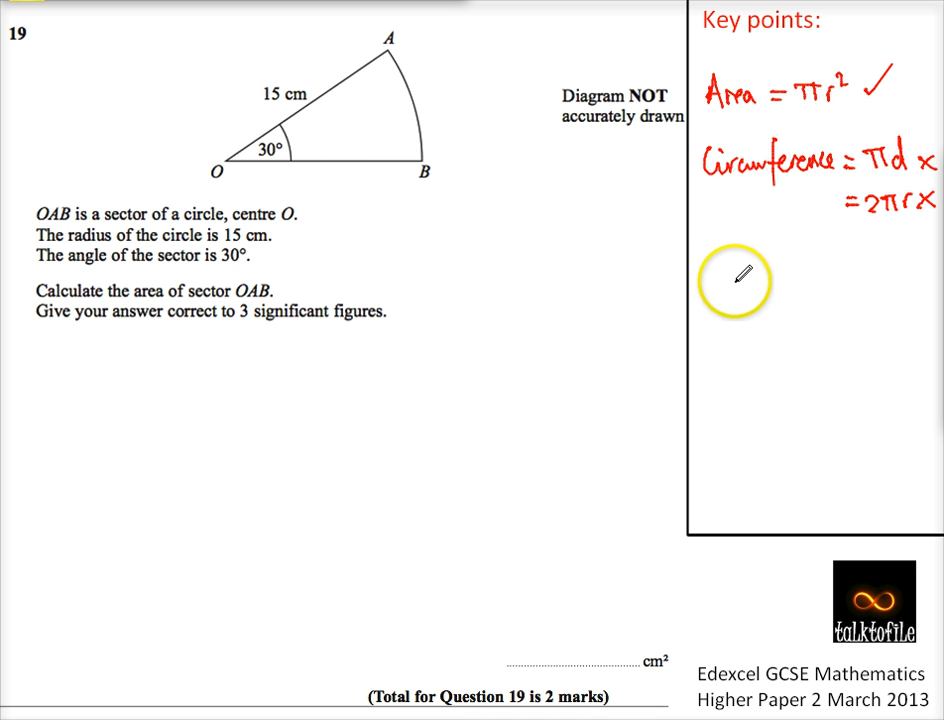 19
A
15 cm
30°
O
B
Diagram NOT
accurately drawn
OAB is a sector of a circle, centre O.
The radius of the circle is 15 cm.
The angle of the sector is 30°.
Calculate the area of sector OAB.
Give your answer correct to 3 significant figures.
.......................................... cm²
(Total for Question 19 is 2 marks)
Key points:
Area = πr² ✓
Circumference = πd x
= 2πr x
talktofile
Edexcel GCSE Mathematics
Higher Paper 2 March 2013